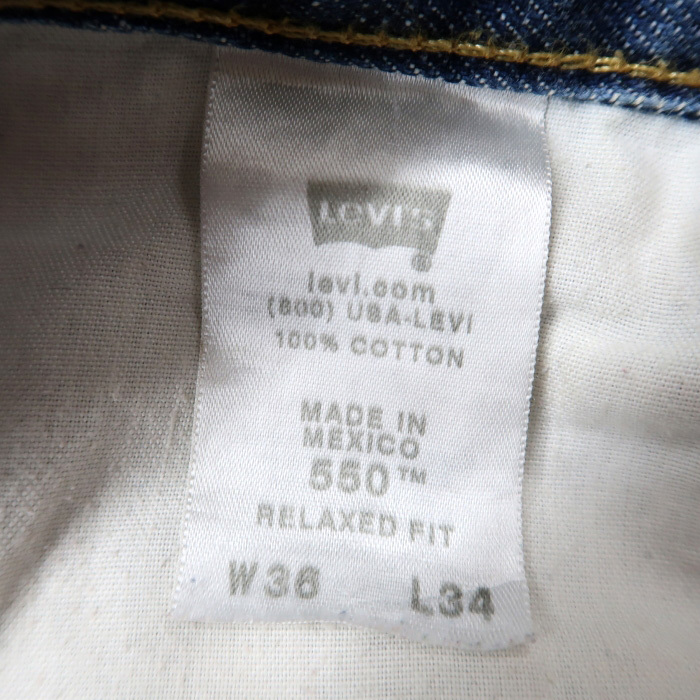 LEVI'S
®
levi.com
(800) USA-LEVI
100% COTTON
MADE IN
MEXICO
550™
RELAXED FIT
W36 L34